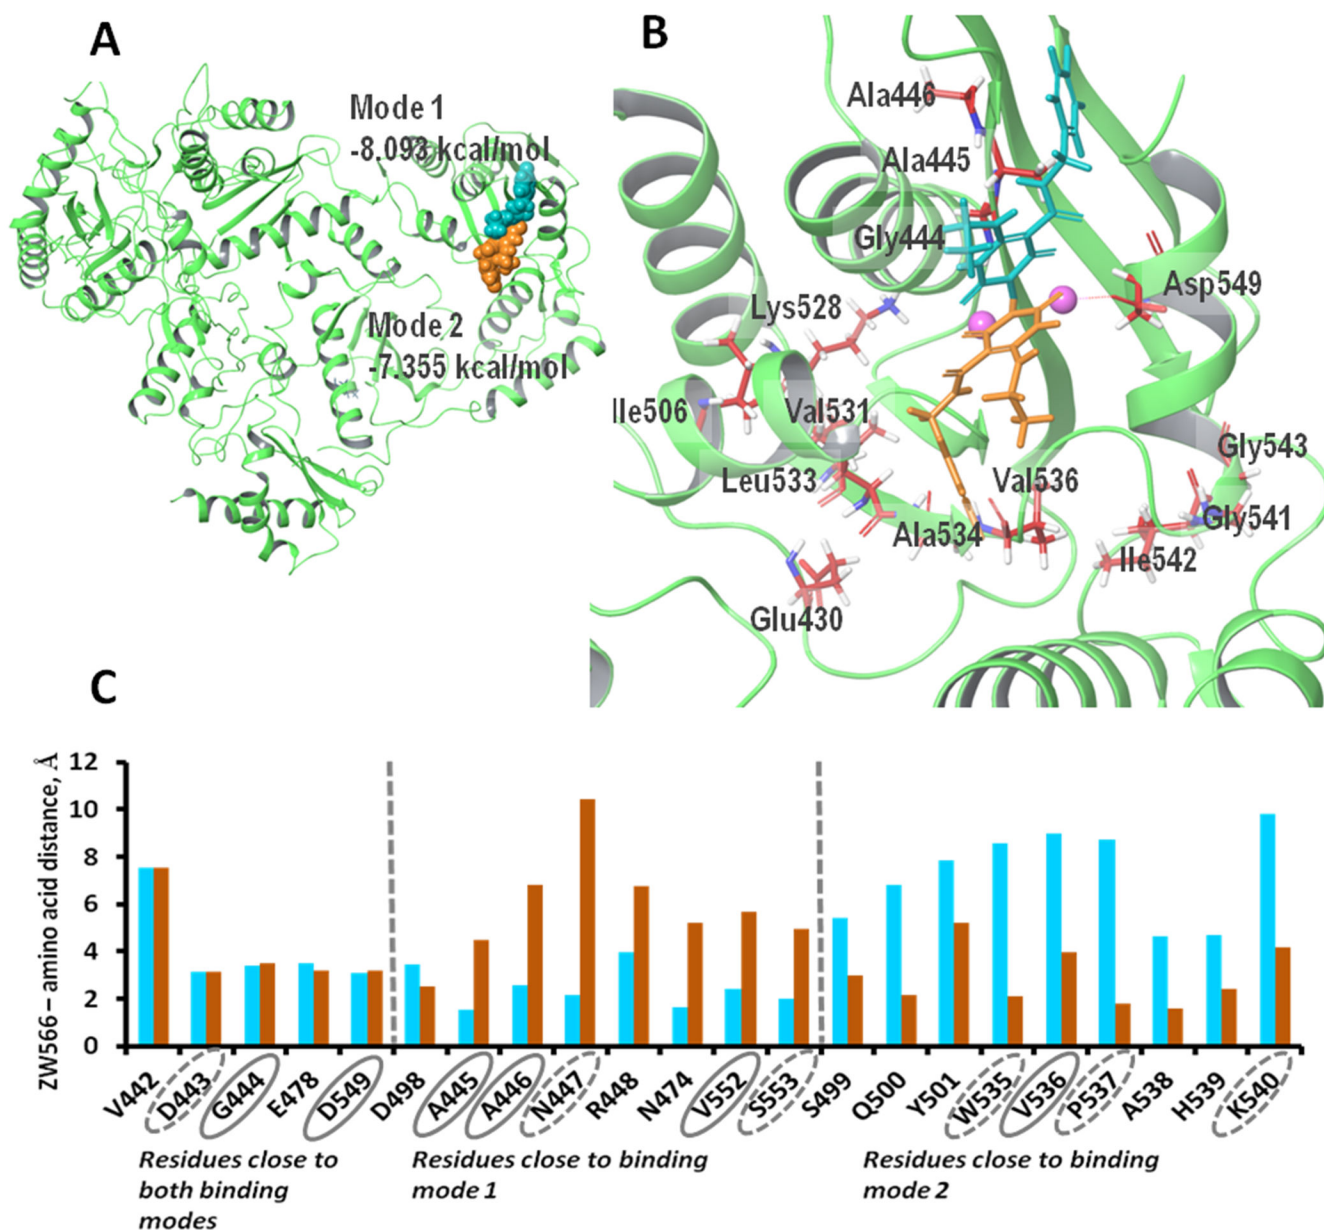 A
Mode 1
-8.093 kcal/mol
Mode 2
-7.355 kcal/mol
B
Ala446
Ala445
Gly444
Asp549
Lys528
Ile506
Val531
Gly543
Leu533
Val536
Gly541
Ala534
Ile542
Glu430
C
ZW566 – amino acid distance, Å
12
10
8
6
4
2
0
V442 D443 G444 E478 D549 D498 A445 A446 N447 R448 N474 V552 S553 S499 Q500 Y501 W535 V536 P537 A538 H539 K540
Residues close to
both binding
modes
Residues close to binding
mode 1
Residues close to binding
mode 2